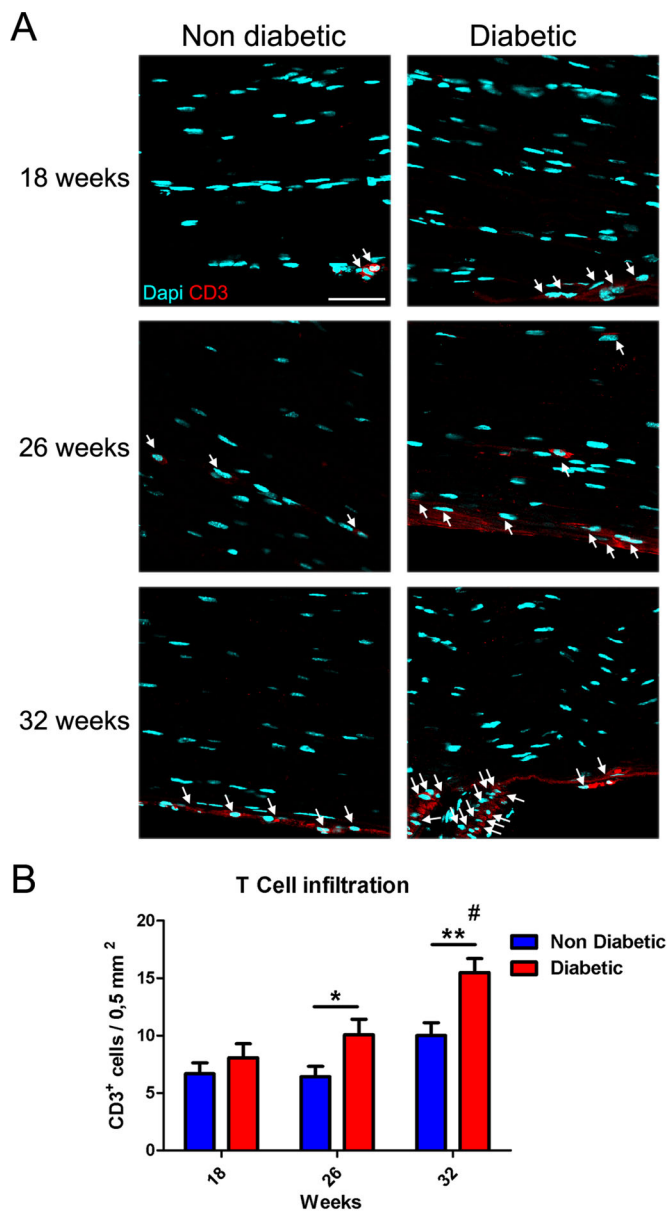 A
Non diabetic Diabetic
18 weeks
Dapi CD3
26 weeks
32 weeks
B
T Cell infiltration
CD3+ cells / 0,5 mm 2
20
15
10
5
0
* ** #
Non Diabetic
Diabetic
18 26 32
Weeks